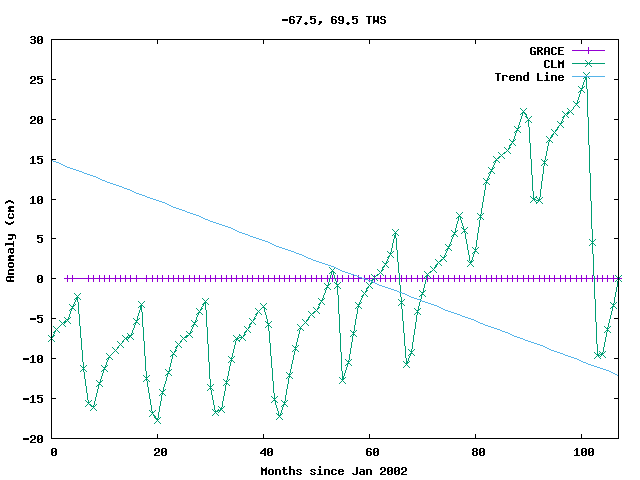 -67.5, 69.5 TWS
30
25
20
15
10
5
0
-5
-10
-15
-20
Anomaly (cm)
GRACE
CLM
Trend Line
0 20 40 60 80 100
Months since Jan 2002